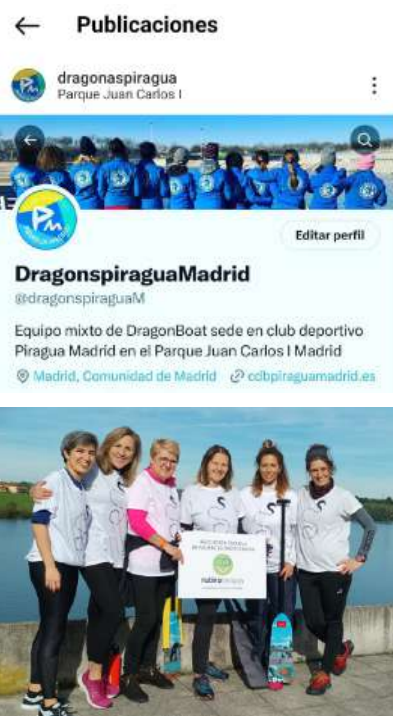 Publicaciones
dragonaspiragua
Parque Juan Carlos I
PM
Editar perfil
DragonspiraguaMadrid
@dragonspiraguaM
Equipo mixto de DragonBoat sede en club deportivo
Piragua Madrid en el Parque Juan Carlos I Madrid
Madrid, Comunidad de Madrid
cdbpiraguamadrid.es